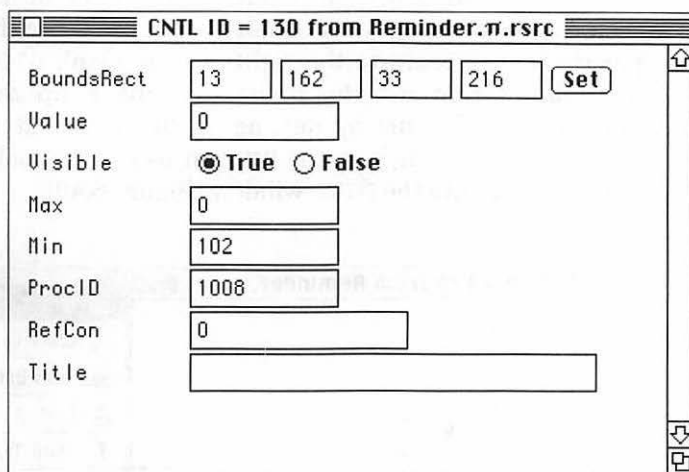 CNTL ID = 130 from Reminder.π.rsrc
BoundsRect 13 162 33 216 Set
Value 0
Visible True False
Max 0
Min 102
ProcID 1008
RefCon 0
Title